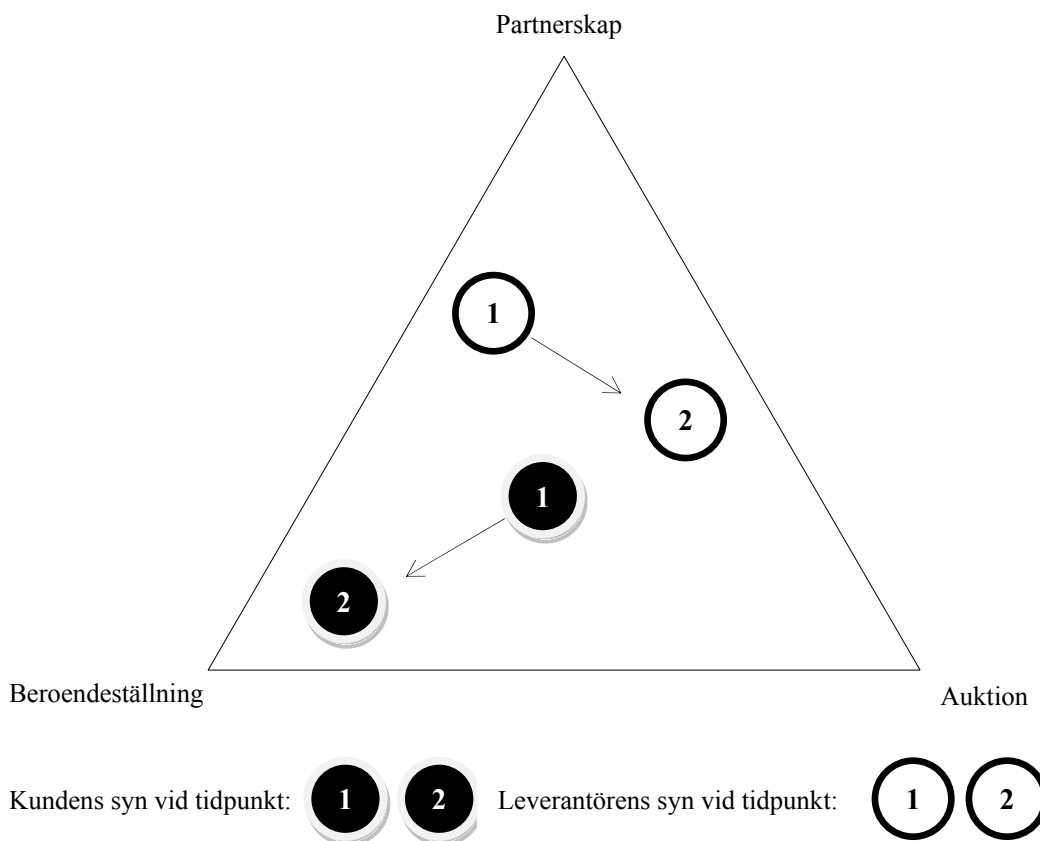 Partnerskap
1
2
1
2
Beroendeställning
Auktion
Kundens syn vid tidpunkt: 1 2 Leverantörens syn vid tidpunkt: 1 2